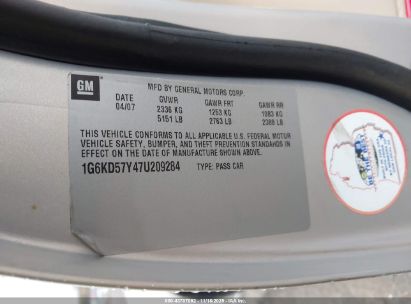 GM
MFD BY GENERAL MOTORS CORP.
DATE GVWR GAWR FRT GAWR RR
04/07 2336 KG 1253 KG 1083 KG
5151 LB 2763 LB 2388 LB
THIS VEHICLE CONFORMS TO ALL APPLICABLE U.S. FEDERAL MOTOR
VEHICLE SAFETY, BUMPER, AND THEFT PREVENTION STANDARDS IN
EFFECT ON THE DATE OF MANUFACTURE SHOWN ABOVE.
1G6KD57Y47U209284 TYPE: PASS CAR